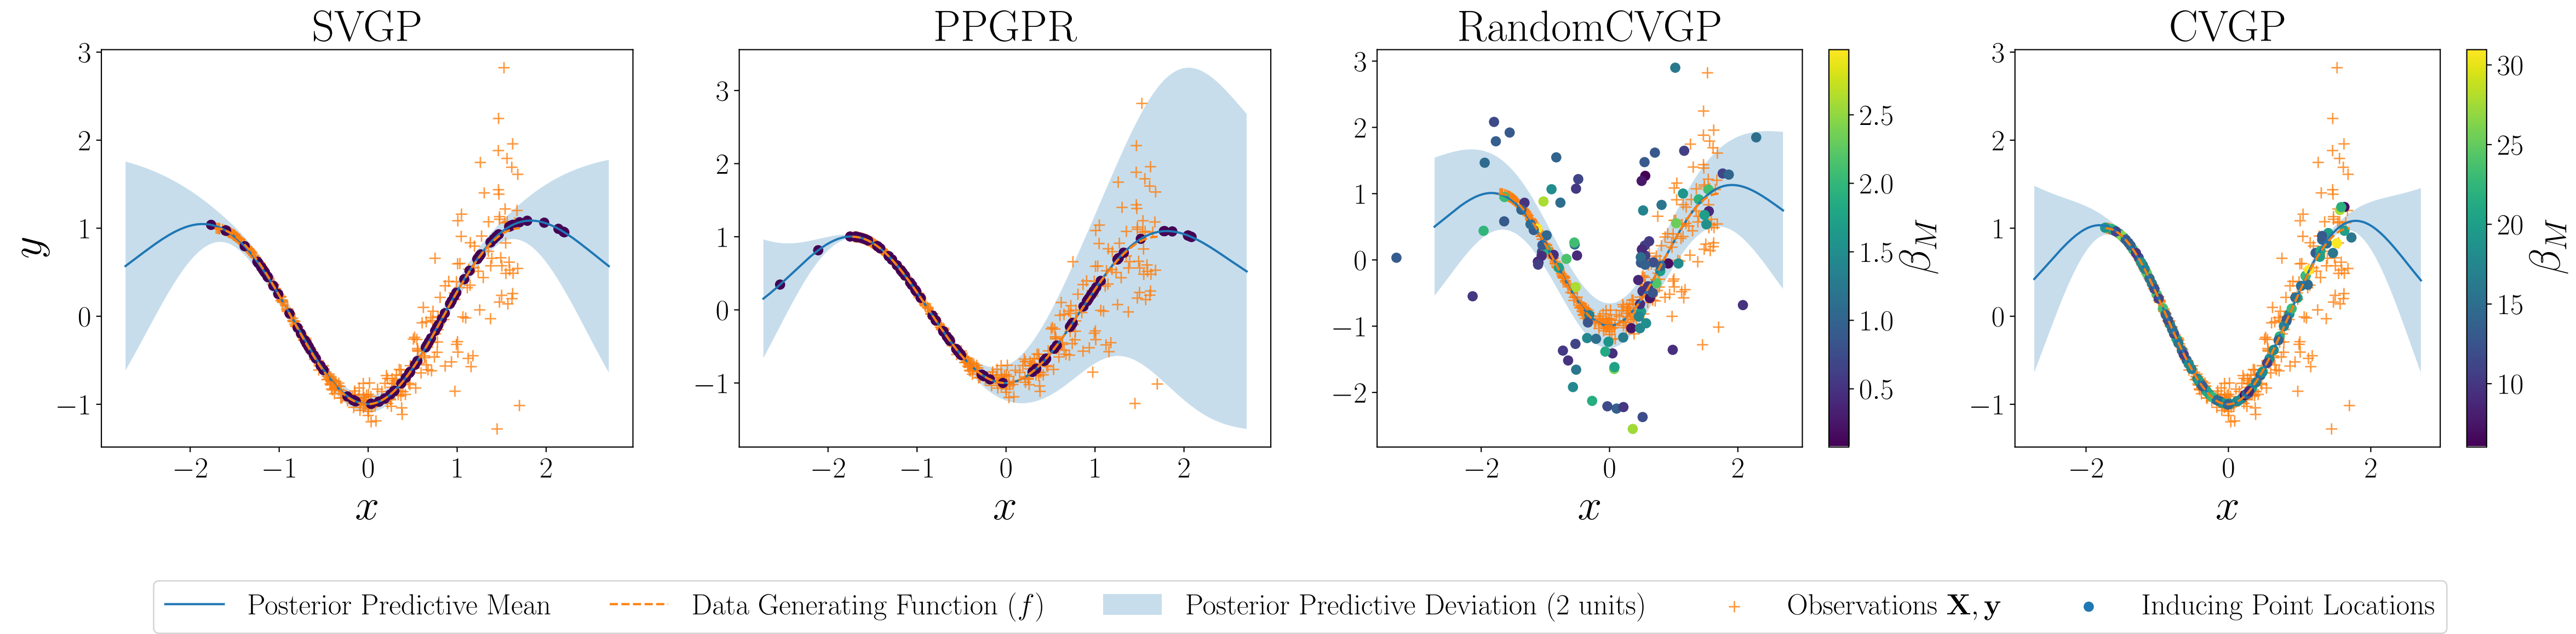 SVGP
PPGPR
RandomCVGP
CVGP
3
2
1
0
−1
y
−2 −1 0 1 2
x
3
2
1
0
−1
−2 −1 0 1 2
x
3
2
1
0
−1
−2
−2 0 2
x
2.5
2.0
1.5
1.0
0.5
β_M
3
2
1
0
−1
−2 0 2
x
30
25
20
15
10
β_M
Posterior Predictive Mean Data Generating Function (f) Posterior Predictive Deviation (2 units) Observations X, y Inducing Point Locations